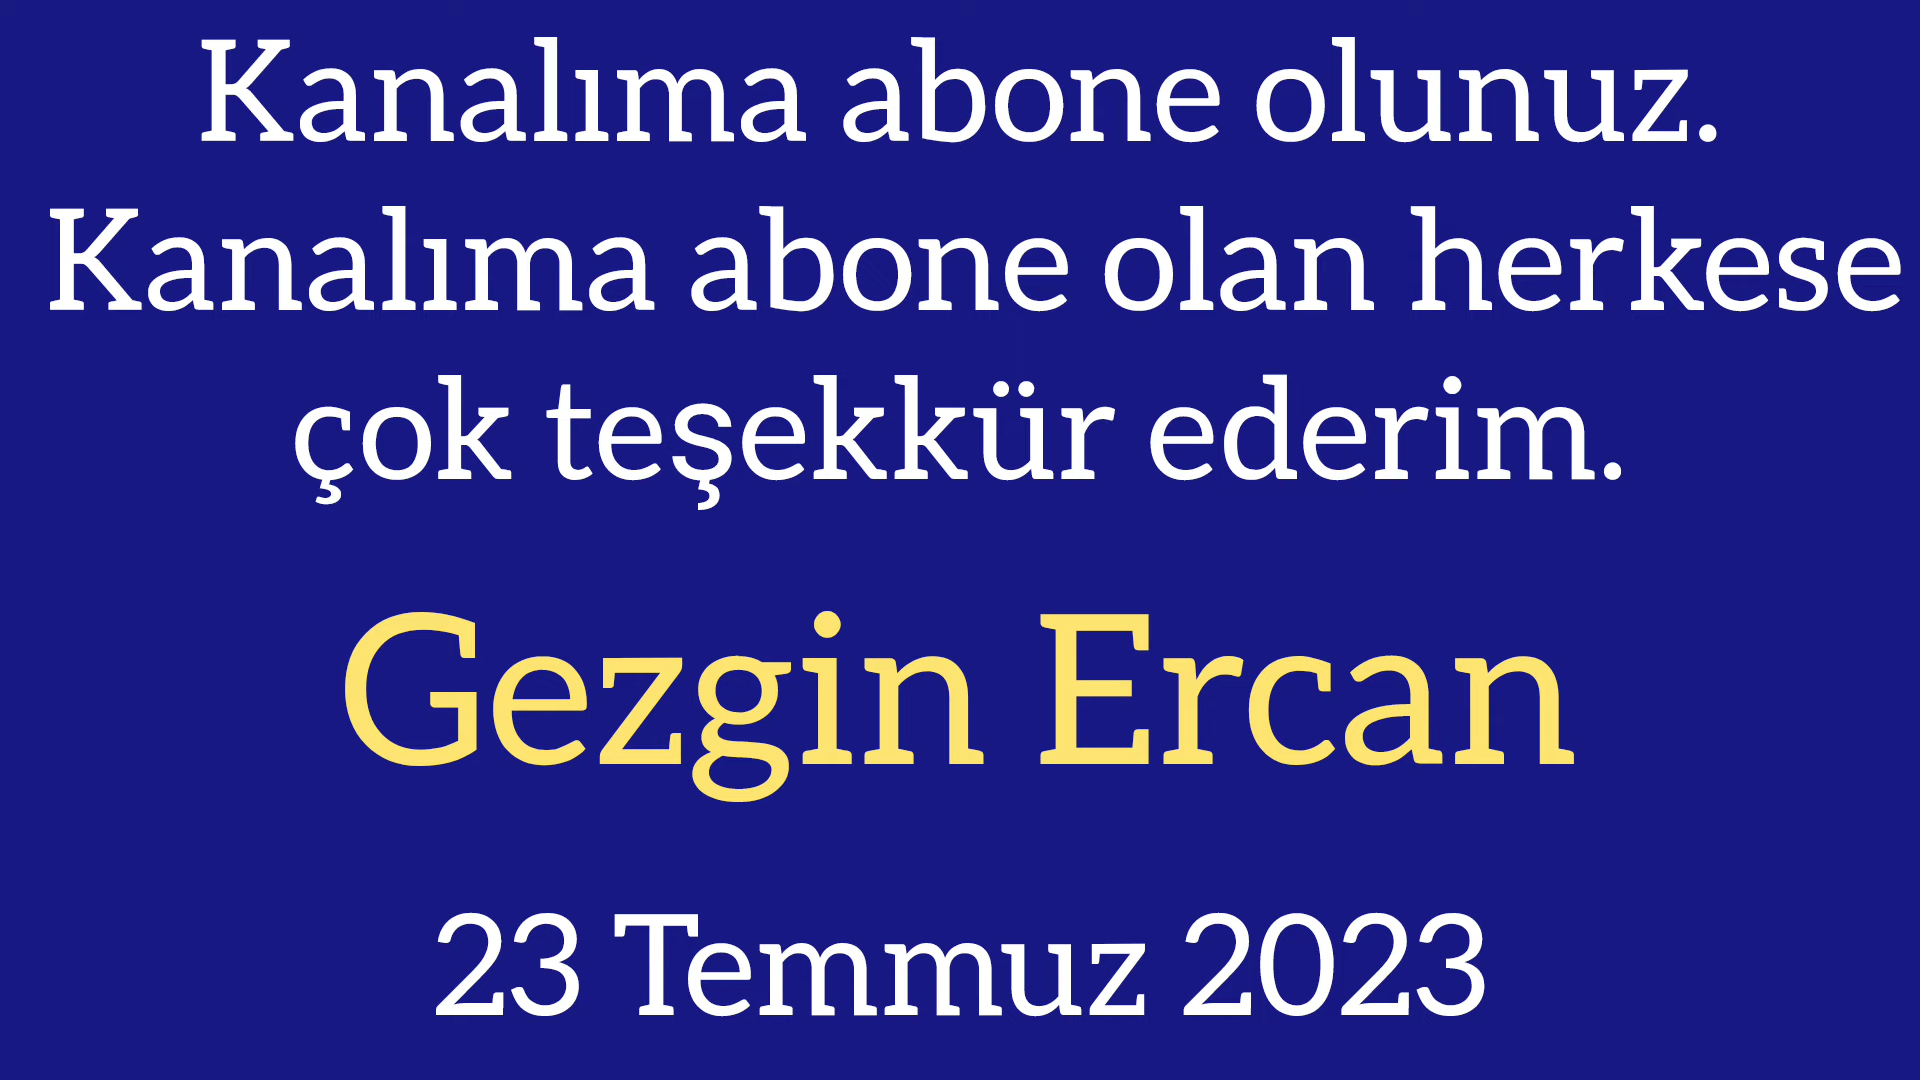 Kanalıma abone olunuz.
Kanalıma abone olan herkese
çok teşekkür ederim.
Gezgin Ercan
23 Temmuz 2023